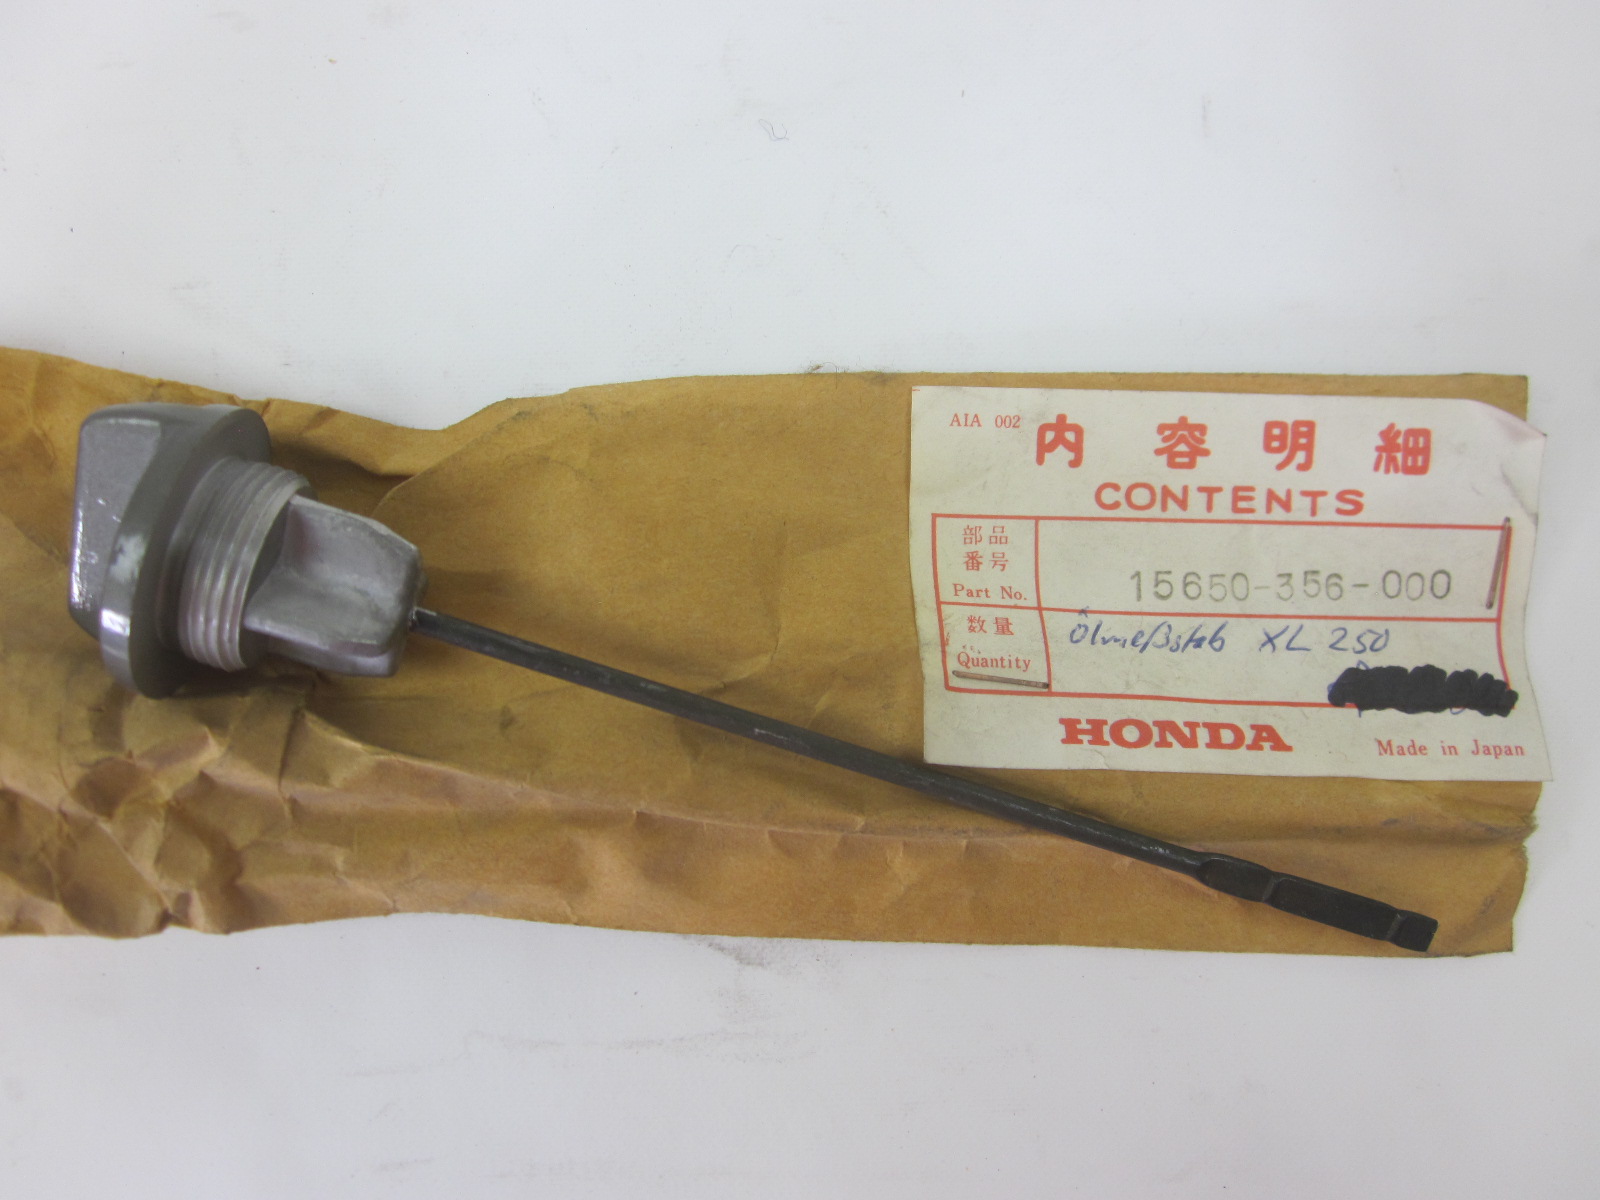 AIA 002
内容明細
CONTENTS
部品
番号
Part No.
15650-356-000
数量
Quantity
Ölmeßstab XL 250
HONDA
Made in Japan